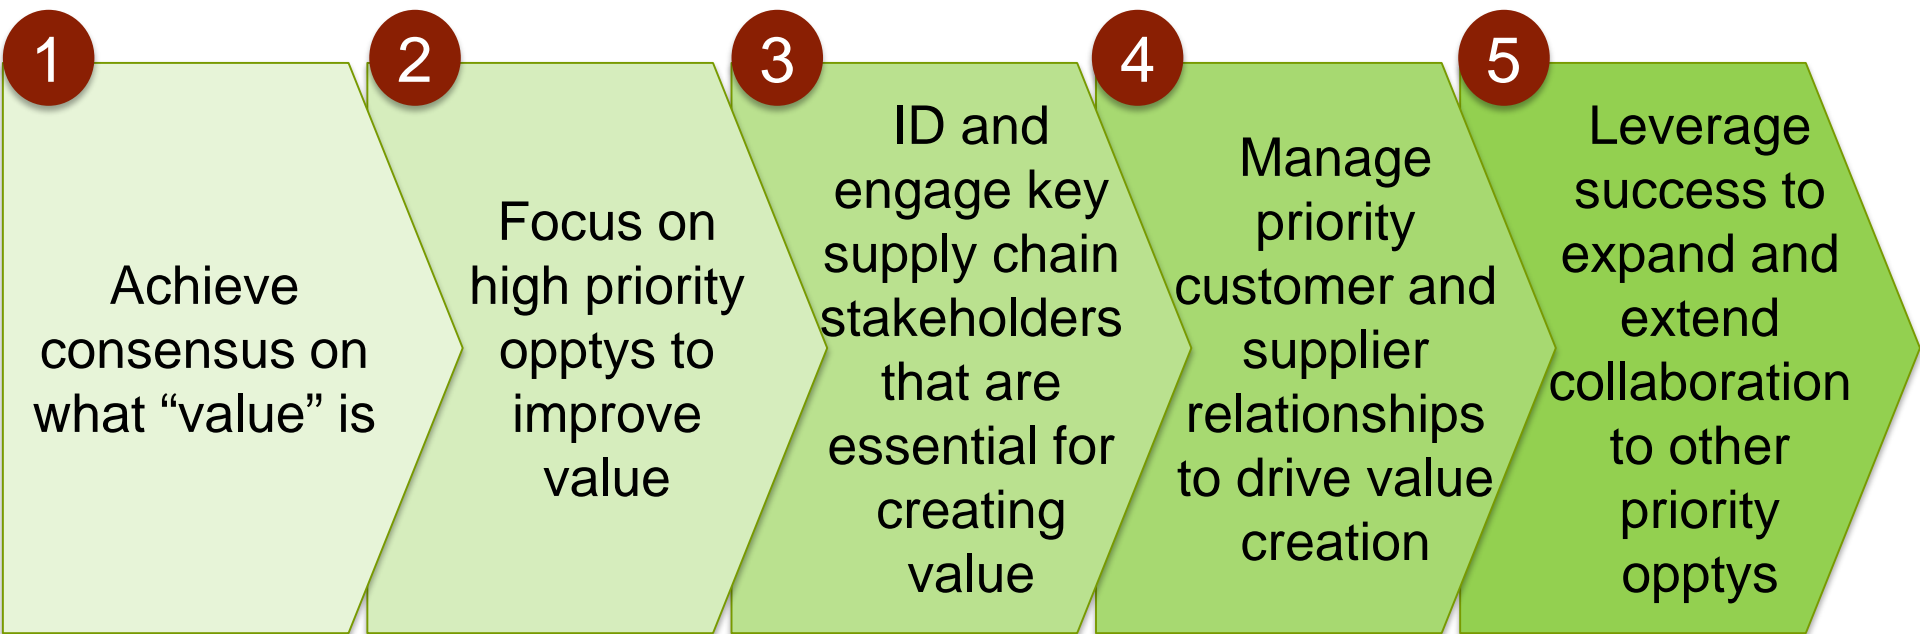 1
Achieve
consensus on
what “value” is
2
Focus on
high priority
opptys to
improve
value
3
ID and
engage key
supply chain
stakeholders
that are
essential for
creating
value
4
Manage
priority
customer and
supplier
relationships
to drive value
creation
5
Leverage
success to
expand and
extend
collaboration
to other
priority
opptys